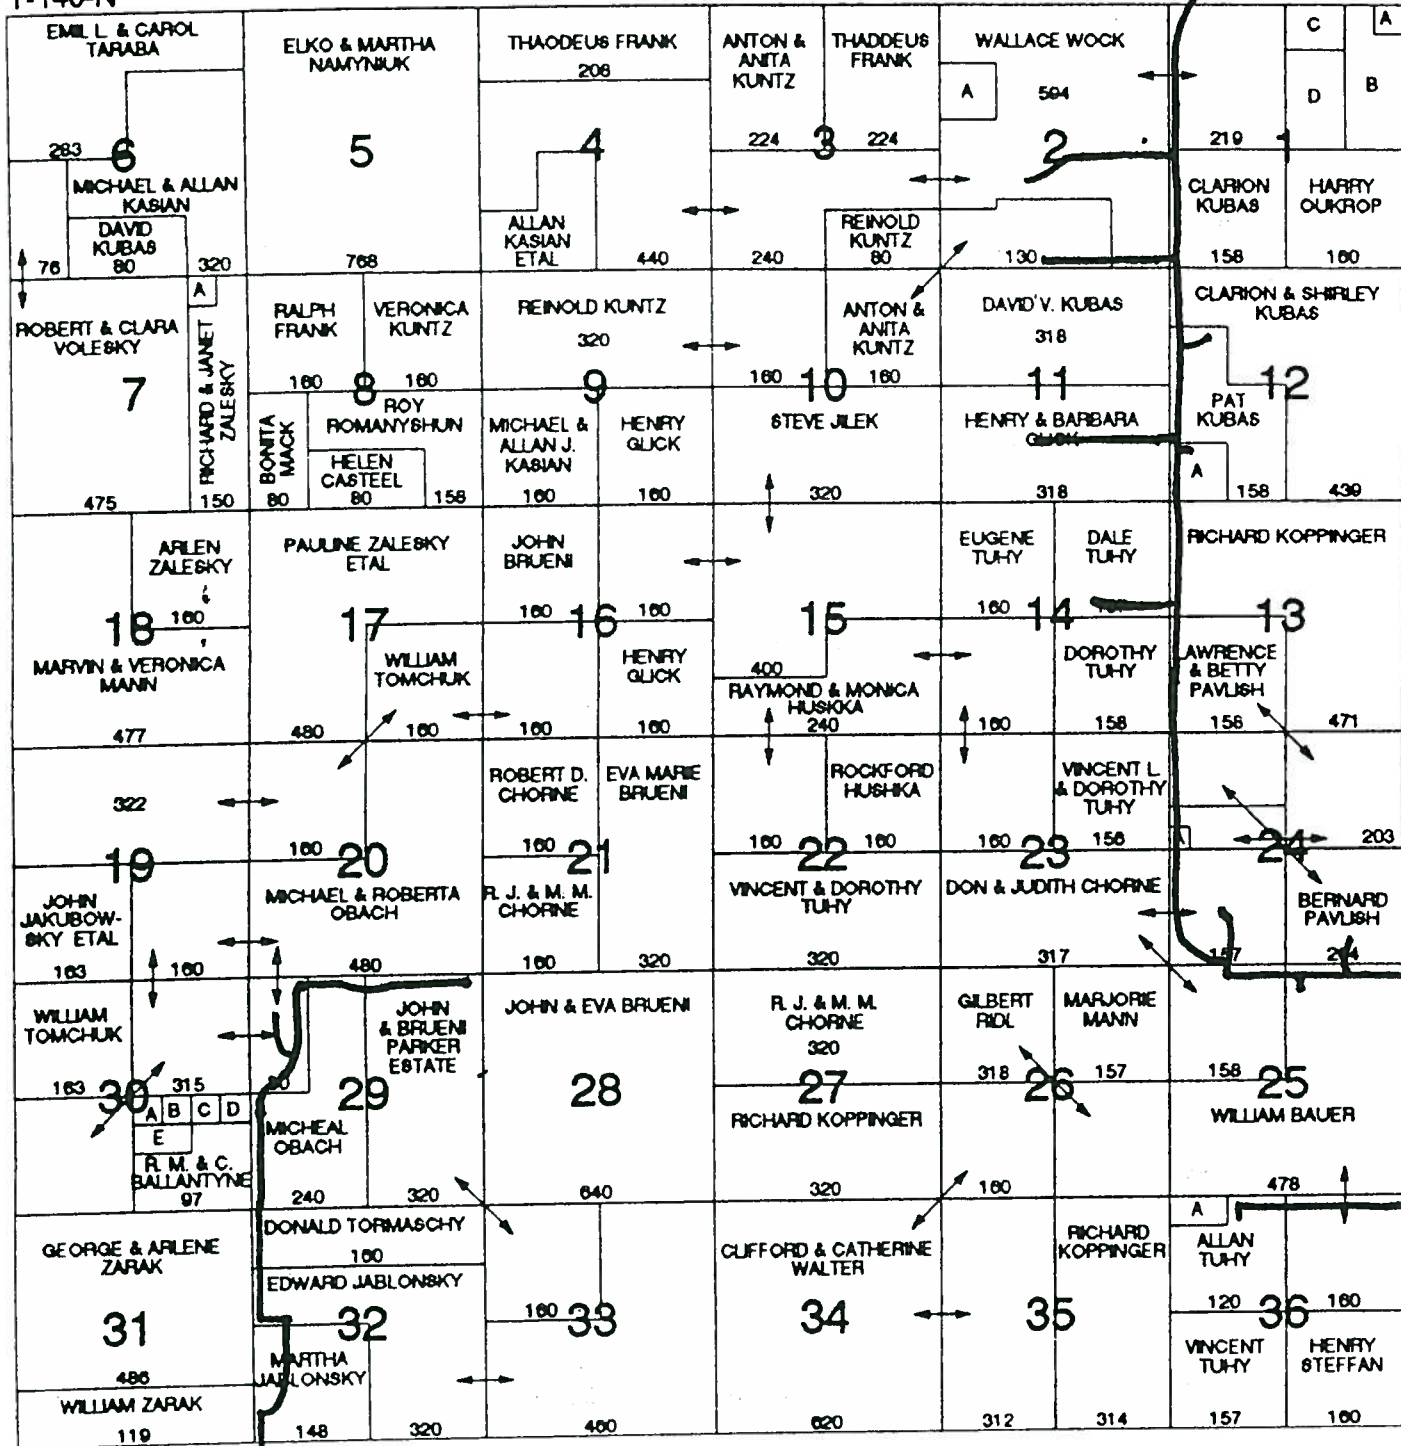 T-140-N
EMIL L. & CAROL
TARABA
283
6
MICHAEL & ALLAN
KASIAN
DAVID
KUBAS
76
80
320
ELKO & MARTHA
NAMYNIUK
5
768
THAODEUS FRANK
208
4
ALLAN
KASIAN
ETAL
440
ANTON &
ANITA
KUNTZ
224
THADDEUS
FRANK
224
3
REINOLD
KUNTZ
240
80
WALLACE WOCK
A
594
2
130
C
A
D
B
219
1
CLARION
KUBAS
158
HARRY
OUKROP
160
A
ROBERT & CLARA
VOLESKY
7
RICHARD & JANET
ZALESKY
475
150
RALPH
FRANK
160
VERONICA
KUNTZ
160
8
ROY
ROMANYSHUN
BONITA
MACK
HELEN
CASTEEL
80
80
158
REINOLD KUNTZ
320
9
MICHAEL &
ALLAN J.
KASIAN
160
HENRY
GLICK
160
ANTON &
ANITA
KUNTZ
160
10
160
STEVE JILEK
320
DAVID V. KUBAS
318
11
HENRY & BARBARA
GLICK
318
CLARION & SHIRLEY
KUBAS
12
PAT
KUBAS
A
158
439
ARLEN
ZALESKY
160
18
MARVIN & VERONICA
MANN
477
PAULINE ZALESKY
ETAL
17
WILLIAM
TOMCHUK
480
160
JOHN
BRUENI
160
16
160
HENRY
GLICK
160
160
15
400
RAYMOND & MONICA
HUSKKA
240
EUGENE
TUHY
DALE
TUHY
160
14
DOROTHY
TUHY
160
158
RICHARD KOPPINGER
13
LAWRENCE
& BETTY
PAVLISH
156
471
322
19
JOHN
JAKUBOW-
SKY ETAL
163
160
160
20
MICHAEL & ROBERTA
OBACH
480
ROBERT D.
CHORNE
EVA MARIE
BRUENI
160
21
R. J. & M. M.
CHORNE
160
320
ROCKFORD
HUSHKA
160
22
160
VINCENT & DOROTHY
TUHY
320
VINCENT L.
& DOROTHY
TUHY
160
23
156
DON & JUDITH CHORNE
317
A
24
203
BERNARD
PAVLISH
157
WILLIAM
TOMCHUK
163
30
315
A B C D
E
R. M. & C.
BALLANTYNE
97
JOHN
& BRUENI
PARKER
ESTATE
29
MICHEAL
OBACH
240
320
JOHN & EVA BRUENI
28
640
R. J. & M. M.
CHORNE
320
27
RICHARD KOPPINGER
320
GILBERT
RIDL
MARJORIE
MANN
318
26
157
160
158
25
WILLIAM BAUER
478
GEORGE & ARLENE
ZARAK
31
486
WILLIAM ZARAK
119
DONALD TORMASCHY
160
EDWARD JABLONSKY
32
MARTHA
JABLONSKY
148
320
160
33
460
CLIFFORD & CATHERINE
WALTER
34
620
RICHARD
KOPPINGER
35
312
314
A
ALLAN
TUHY
120
36
160
VINCENT
TUHY
HENRY
STEFFAN
157
160